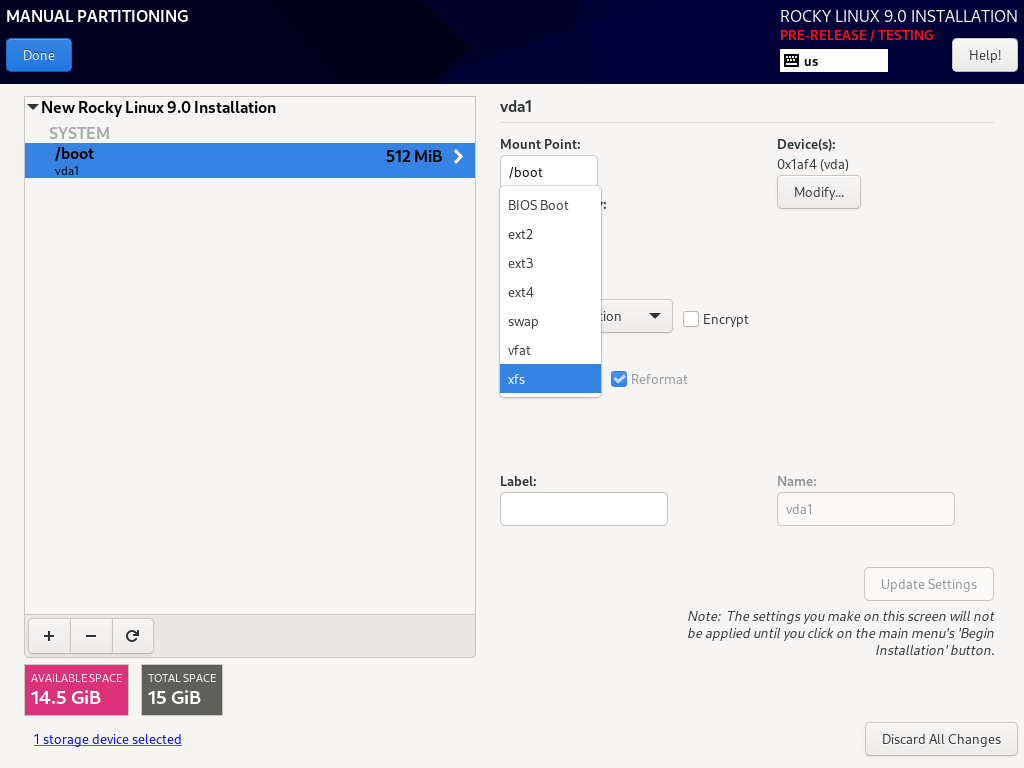 MANUAL PARTITIONING
Done
ROCKY LINUX 9.0 INSTALLATION
PRE-RELEASE / TESTING
us
Help!
New Rocky Linux 9.0 Installation
SYSTEM
/boot
512 MiB
vda1
+
−
AVAILABLE SPACE
14.5 GiB
TOTAL SPACE
15 GiB
1 storage device selected
vda1
Mount Point:
/boot
BIOS Boot
ext2
ext3
ext4
swap
vfat
xfs
Encrypt
Reformat
Device(s):
0x1af4 (vda)
Modify...
Label:
Name:
vda1
Update Settings
Note: The settings you make on this screen will not
be applied until you click on the main menu's 'Begin
Installation' button.
Discard All Changes